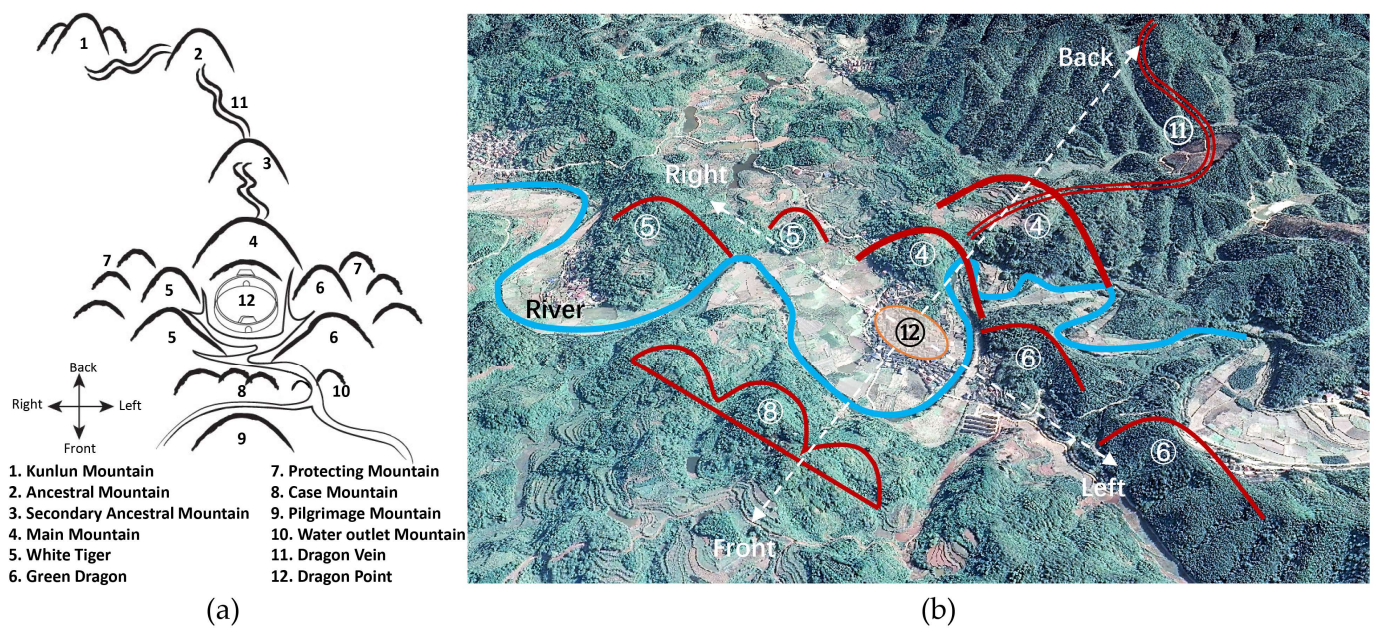 1
2
11
3
4
7
7
5
6
12
5
6
8
10
9
Back
Right
Left
Front
1. Kunlun Mountain
2. Ancestral Mountain
3. Secondary Ancestral Mountain
4. Main Mountain
5. White Tiger
6. Green Dragon
7. Protecting Mountain
8. Case Mountain
9. Pilgrimage Mountain
10. Water outlet Mountain
11. Dragon Vein
12. Dragon Point
(a)
Back
⑪
Right
⑤
⑤
④
④
River
⑫
⑥
⑧
⑥
Left
Front
(b)